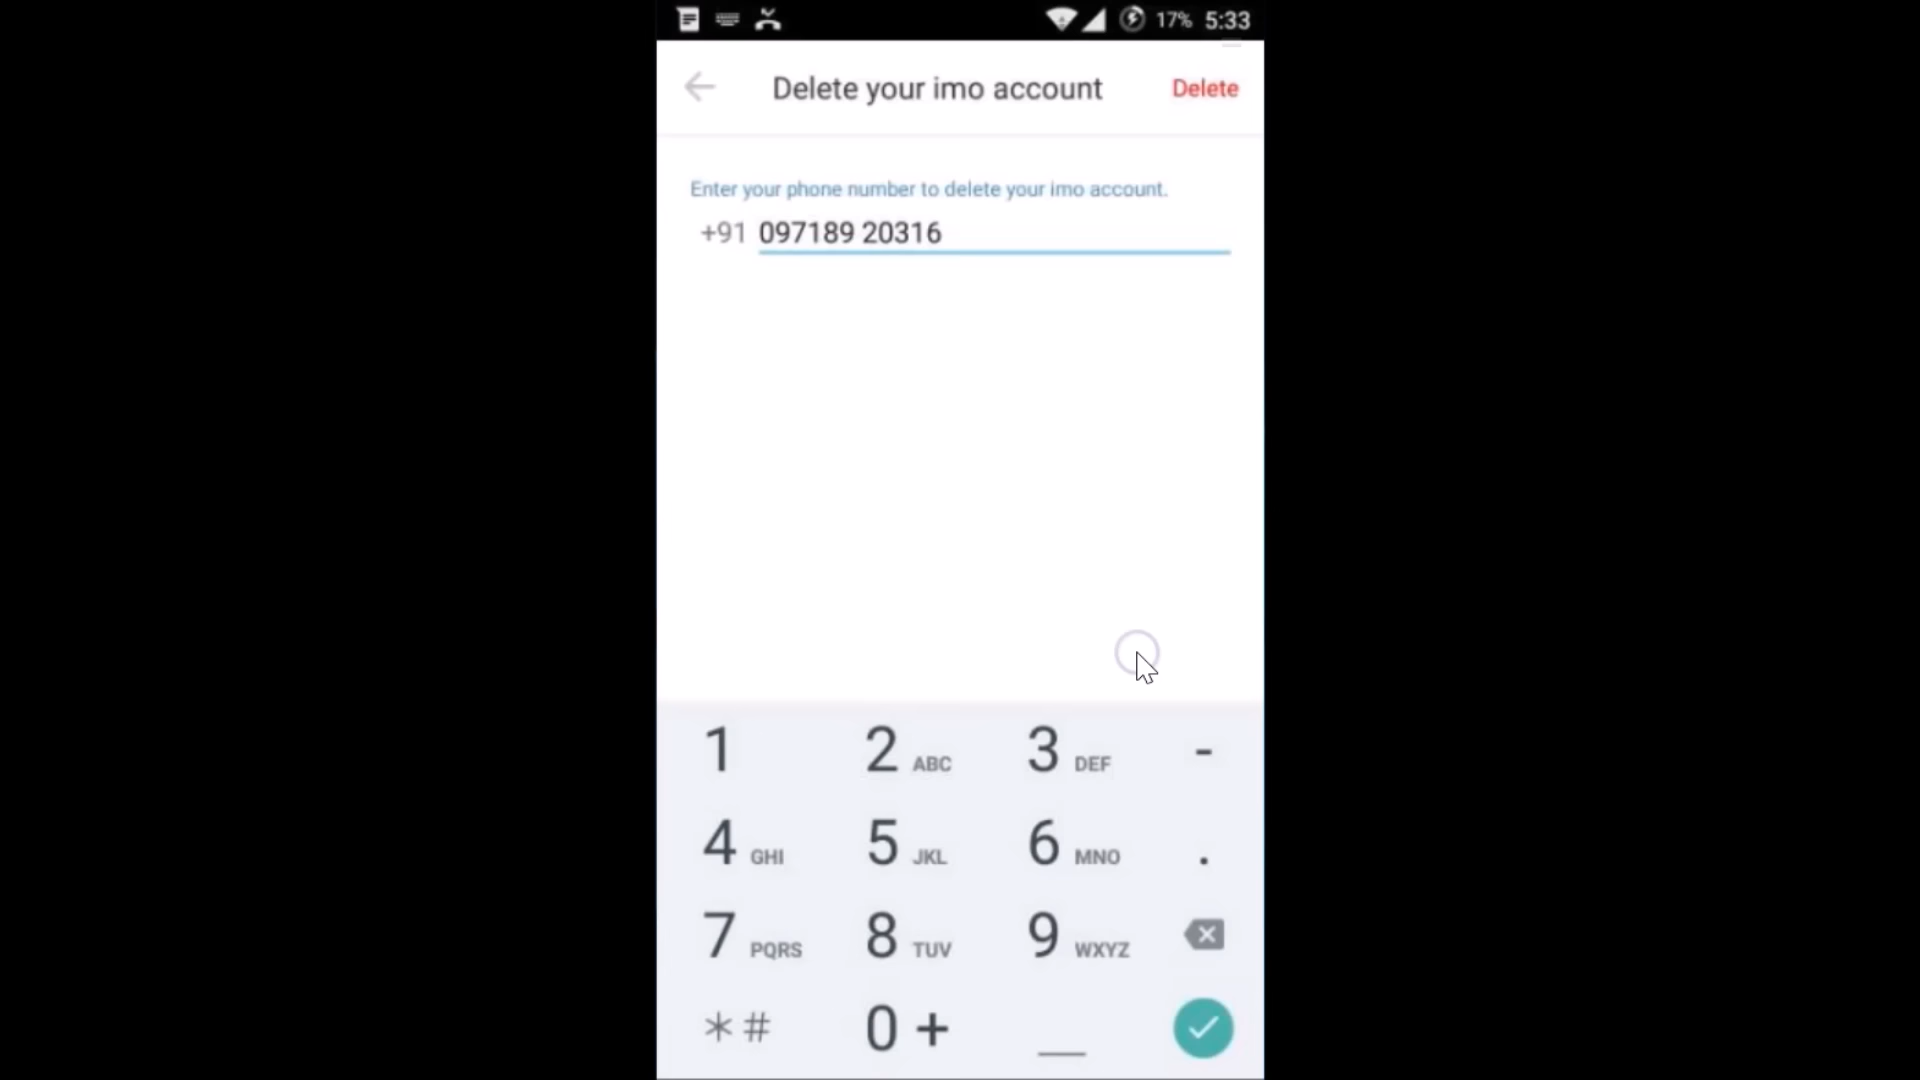 17% 5:33
Delete your imo account Delete
Enter your phone number to delete your imo account.
+91 097189 20316
1 2 ABC 3 DEF -
4 GHI 5 JKL 6 MNO .
7 PQRS 8 TUV 9 WXYZ
*# 0 +